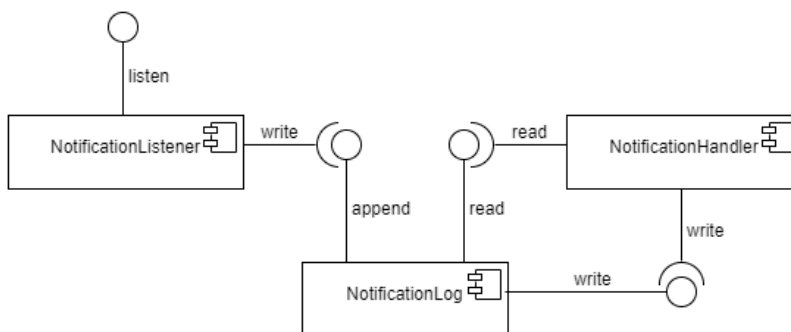 listen
NotificationListener
write
read
NotificationHandler
append
read
write
NotificationLog
write